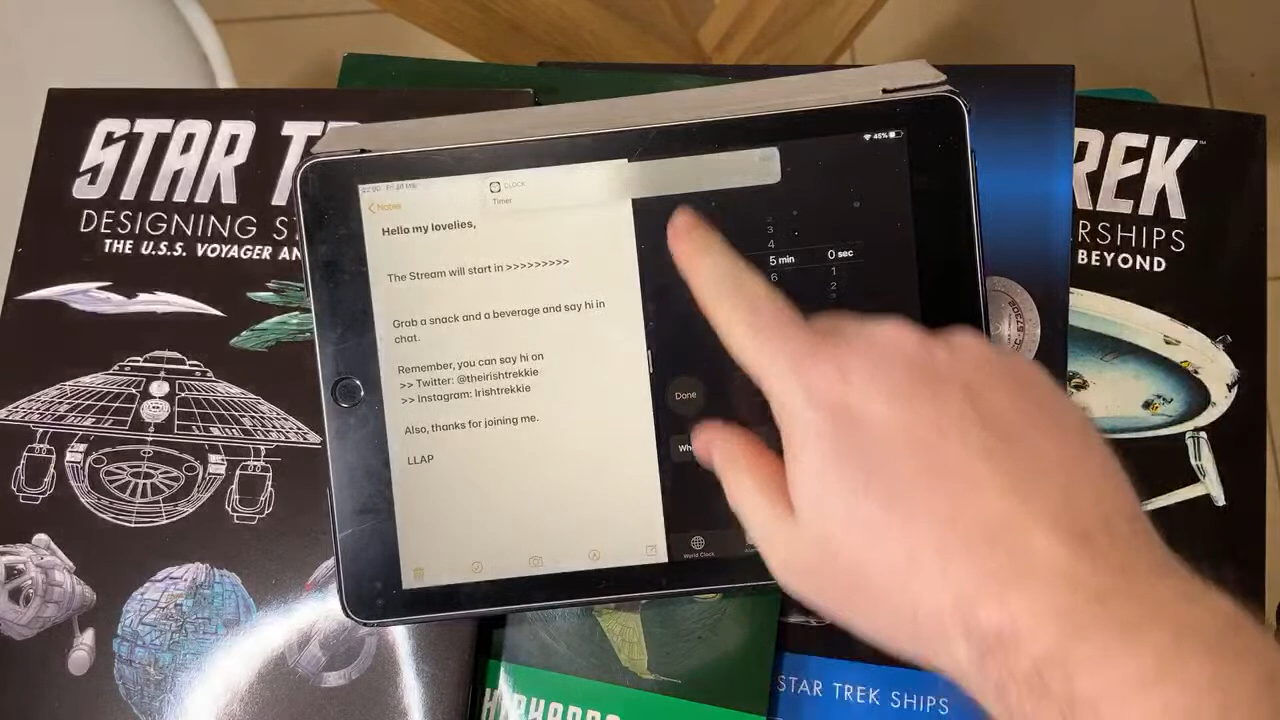 STAR TR
DESIGNING S
THE U.S.S. VOYAGER AN
45%
CLOCK
Timer
Notes
Hello my lovelies,
The Stream will start in >>>>>>>>>
Grab a snack and a beverage and say hi in
chat.
Remember, you can say hi on
>> Twitter: @theirishtrekkie
>> Instagram: Irishtrekkie
Also, thanks for joining me.
LLAP
3
4
5 min 0 sec
6 1
2
Done
Whe
World Clock
REK
RSHIPS
BEYOND
STAR TREK SHIPS